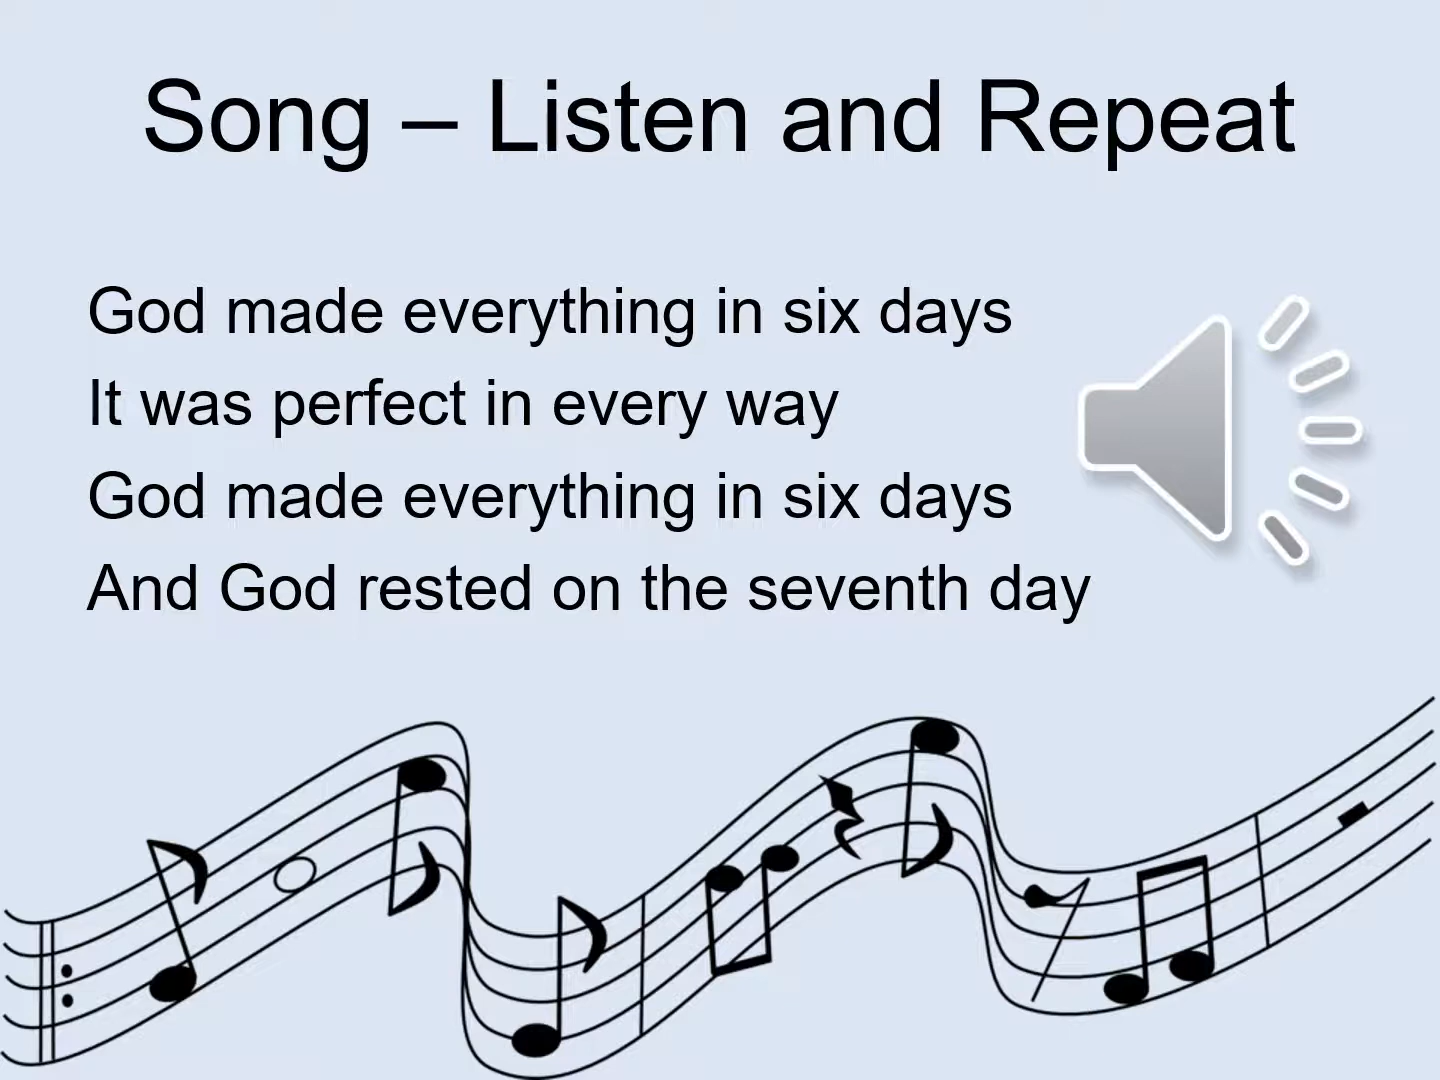 Song – Listen and Repeat
God made everything in six days
It was perfect in every way
God made everything in six days
And God rested on the seventh day